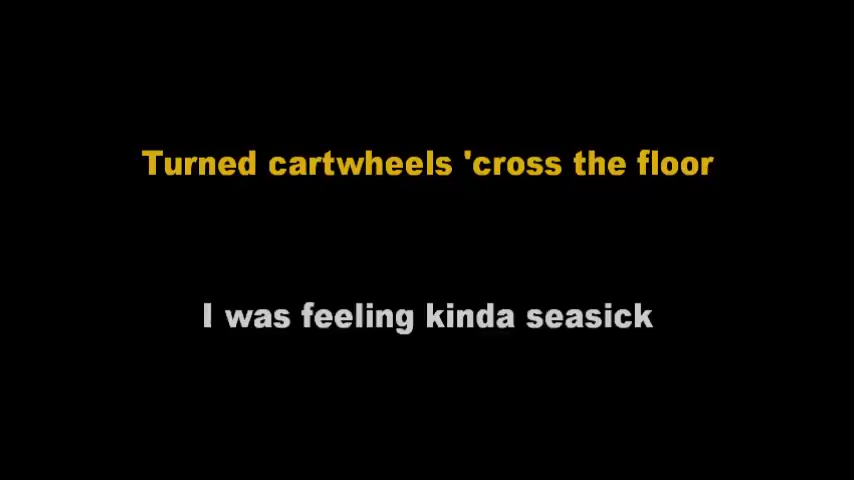 Turned cartwheels 'cross the floor
I was feeling kinda seasick